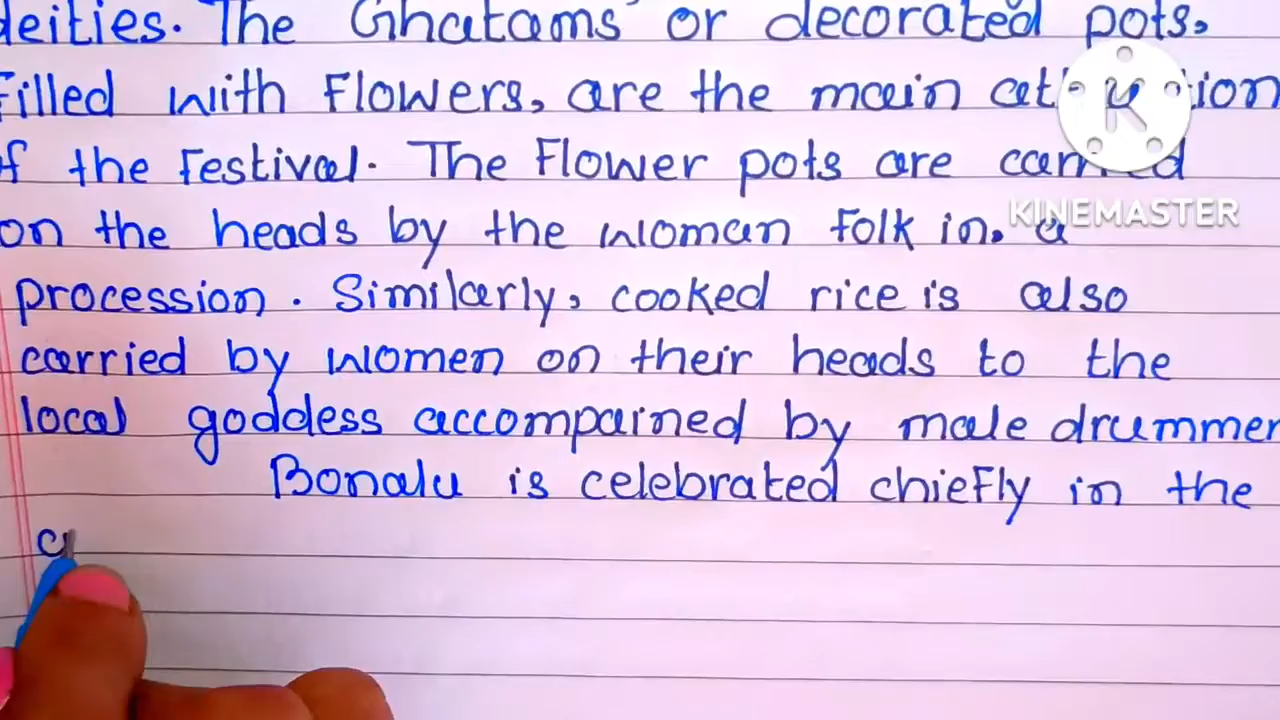 deities. The Ghatams or decorated pots,
Filled with Flowers, are the main
of the Festival. The Flower pots are carried
on the heads by the woman Folk in. a
KINEMASTER
procession. Similarly, cooked rice is also
carried by women on their heads to the
local goddess accompained by male drummer
Bonalu is celebrated chiefly in the